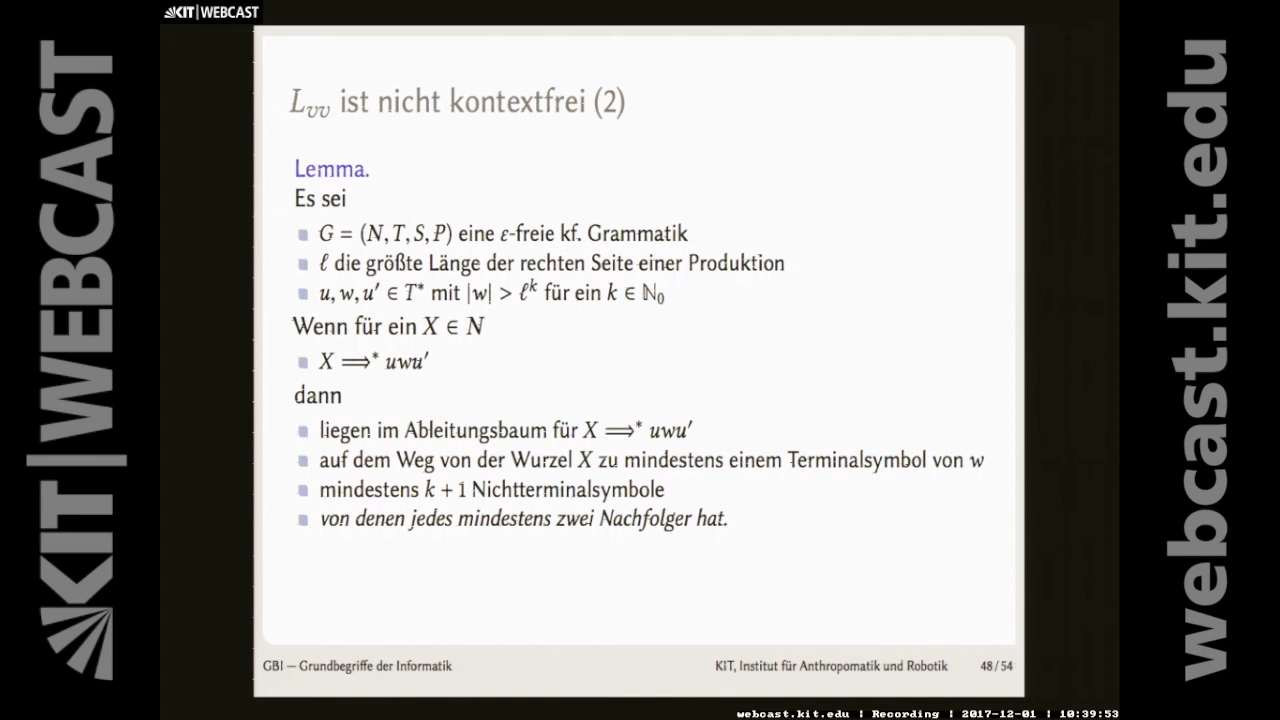 KIT | WEBCAST
KIT | WEBCAST
webcast.kit.edu
L_vv ist nicht kontextfrei (2)
Lemma.
Es sei
G = (N, T, S, P) eine ε-freie kf. Grammatik
ℓ die größte Länge der rechten Seite einer Produktion
u, w, u′ ∈ T* mit |w| > ℓ^k für ein k ∈ ℕ₀
Wenn für ein X ∈ N
X ⟹* uwu′
dann
liegen im Ableitungsbaum für X ⟹* uwu′
auf dem Weg von der Wurzel X zu mindestens einem Terminalsymbol von w
mindestens k + 1 Nichtterminalsymbole
von denen jedes mindestens zwei Nachfolger hat.
GBI — Grundbegriffe der Informatik
KIT, Institut für Anthropomatik und Robotik 48 / 54
webcast.kit.edu | Recording | 2017-12-01 | 10:39:53